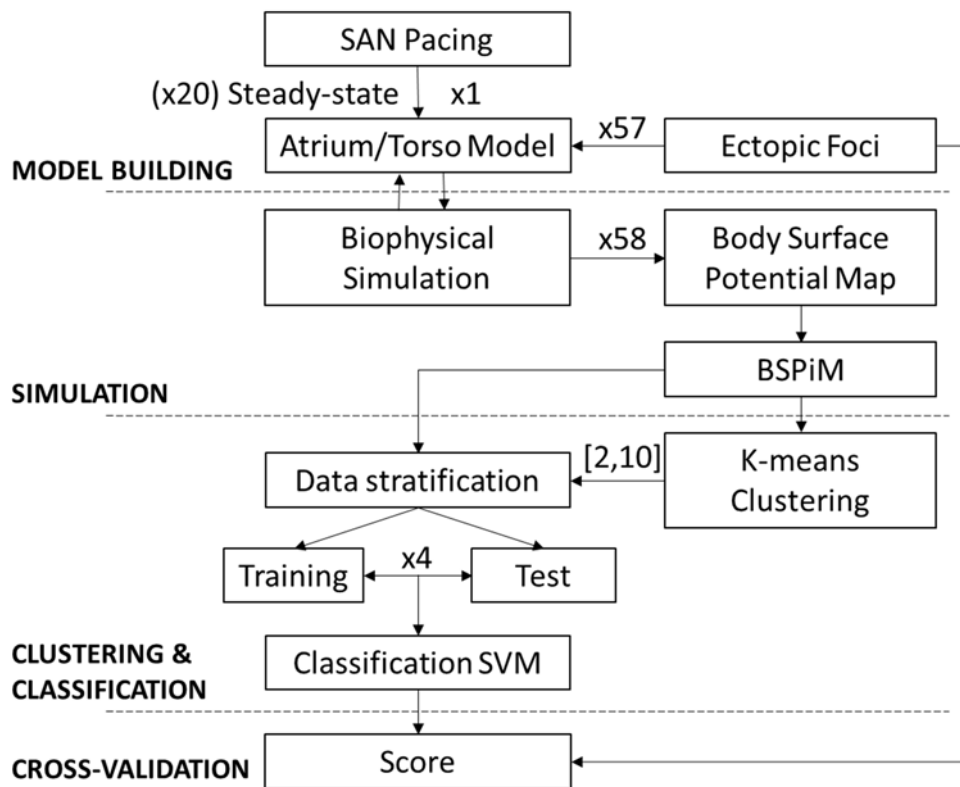 SAN Pacing
(x20) Steady-state x1
Atrium/Torso Model
x57
Ectopic Foci
MODEL BUILDING
Biophysical
Simulation
x58
Body Surface
Potential Map
BSPiM
SIMULATION
Data stratification
[2,10]
K-means
Clustering
Training
x4
Test
CLUSTERING &
CLASSIFICATION
Classification SVM
CROSS-VALIDATION
Score